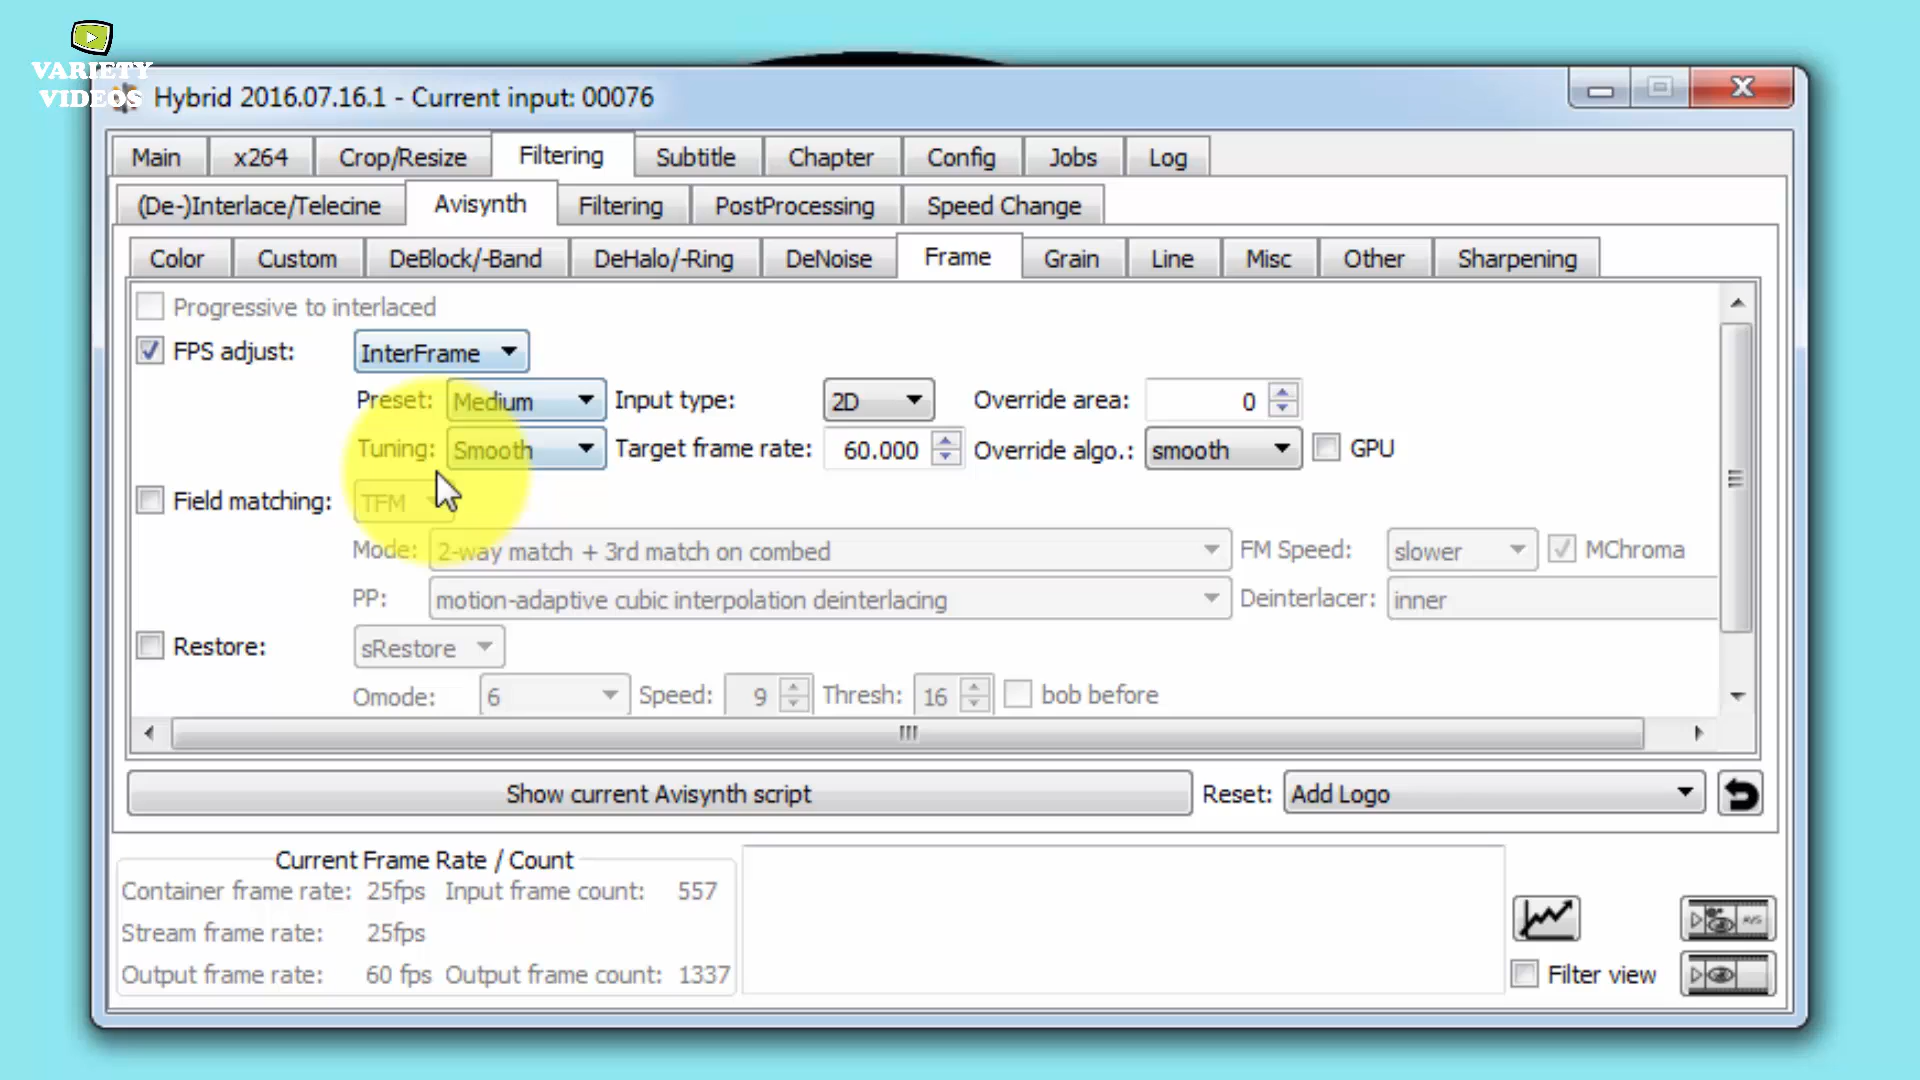 VARIETY
VIDEOS
Hybrid 2016.07.16.1 - Current input: 00076
X
Main x264 Crop/Resize Filtering Subtitle Chapter Config Jobs Log
(De-)Interlace/Telecine Avisynth Filtering PostProcessing Speed Change
Color Custom DeBlock/-Band DeHalo/-Ring DeNoise Frame Grain Line Misc Other Sharpening
Progressive to interlaced
FPS adjust: InterFrame
Preset: Medium Input type: 2D Override area: 0
Tuning: Smooth Target frame rate: 60.000 Override algo.: smooth GPU
Field matching: TFM
Mode: 2-way match + 3rd match on combed FM Speed: slower MChroma
PP: motion-adaptive cubic interpolation deinterlacing Deinterlacer: inner
Restore: sRestore
Omode: 6 Speed: 9 Thresh: 16 bob before
Show current Avisynth script Reset: Add Logo
Current Frame Rate / Count
Container frame rate: 25fps Input frame count: 557
Stream frame rate: 25fps
Output frame rate: 60 fps Output frame count: 1337
AVS
Filter view